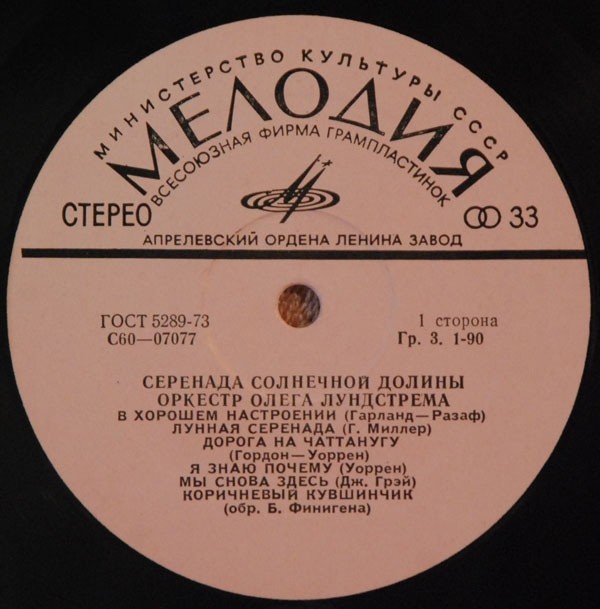 МИНИСТЕРСТВО КУЛЬТУРЫ СССР
МЕЛОДИЯ
ВСЕСОЮЗНАЯ ФИРМА ГРАМПЛАСТИНОК
СТЕРЕО
33
АПРЕЛЕВСКИЙ ОРДЕНА ЛЕНИНА ЗАВОД
ГОСТ 5289-73
1 сторона
С60—07077
Гр. 3. 1-90
СЕРЕНАДА СОЛНЕЧНОЙ ДОЛИНЫ
ОРКЕСТР ОЛЕГА ЛУНДСТРЕМА
В ХОРОШЕМ НАСТРОЕНИИ (Гарланд—Разаф)
ЛУННАЯ СЕРЕНАДА (Г. Миллер)
ДОРОГА НА ЧАТТАНУГУ
(Гордон—Уоррен)
Я ЗНАЮ ПОЧЕМУ (Уоррен)
МЫ СНОВА ЗДЕСЬ (Дж. Грэй)
КОРИЧНЕВЫЙ КУВШИНЧИК
(обр. Б. Финигена)